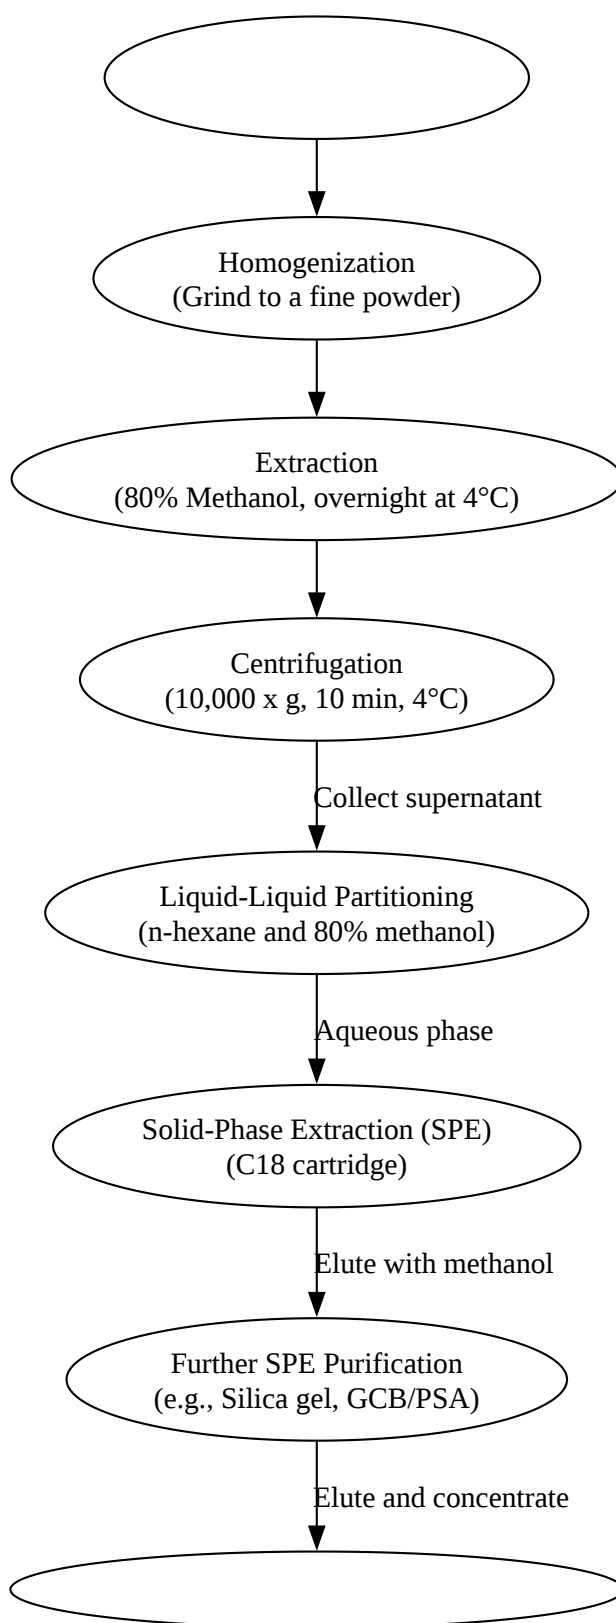 Homogenization
(Grind to a fine powder)
Extraction
(80% Methanol, overnight at 4°C)
Centrifugation
(10,000 x g, 10 min, 4°C)
Collect supernatant
Liquid-Liquid Partitioning
(n-hexane and 80% methanol)
Aqueous phase
Solid-Phase Extraction (SPE)
(C18 cartridge)
Elute with methanol
Further SPE Purification
(e.g., Silica gel, GCB/PSA)
Elute and concentrate